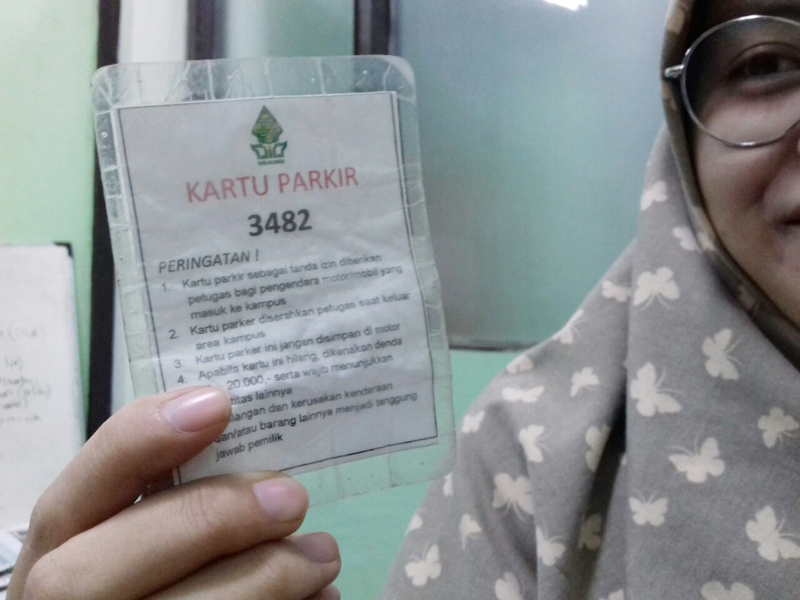 KARTU PARKIR
3482
PERINGATAN !
1. Kartu parkir sebagai tanda izin diberikan
petugas bagi pengendara motor/mobil yang
masuk ke kampus
2. Kartu parker diserahkan petugas saat keluar
area kampus
3. Kartu parker ini jangan disimpan di motor
4. Apabila kartu ini hilang, dikenakan denda
20.000,- serta wajib menunjukkan
titas lainnya
langan dan kerusakan kendaraan
dan/atau barang lainnya menjadi tanggung
jawab pemilik